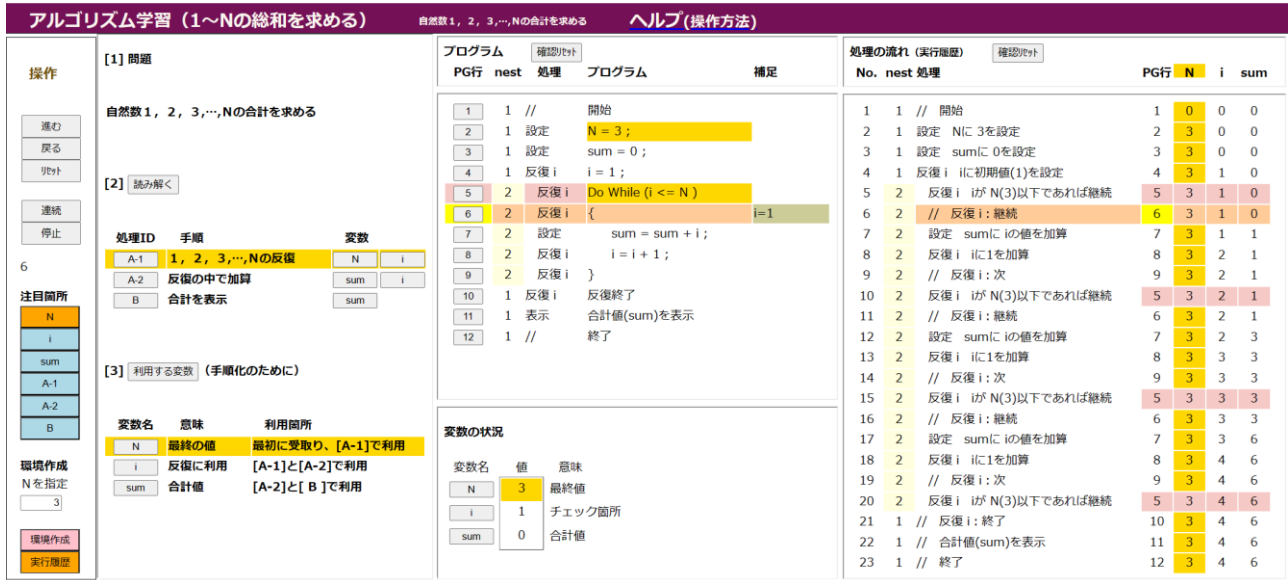 アルゴリズム学習（1～Nの総和を求める） 自然数1，2，3,…,Nの合計を求める ヘルプ(操作方法)
操作
進む
戻る
リセット
連続
停止
6
注目箇所
N
i
sum
A-1
A-2
B
環境作成
Nを指定
3
環境作成
実行履歴
[1] 問題
自然数1，2，3,…,Nの合計を求める
[2] 読み解く
処理ID 手順 変数
A-1 1，2，3,…,Nの反復 N i
A-2 反復の中で加算 sum i
B 合計を表示 sum
[3] 利用する変数 （手順化のために）
変数名 意味 利用箇所
N 最終の値 最初に受取り、[A-1]で利用
i 反復に利用 [A-1]と[A-2]で利用
sum 合計値 [A-2]と[ B ]で利用
プログラム 確認リセット
PG行 nest 処理 プログラム 補足
1 1 // 開始
2 1 設定 N = 3 ;
3 1 設定 sum = 0 ;
4 1 反復 i i = 1 ;
5 2 反復 i Do While (i <= N )
6 2 反復 i { i=1
7 2 設定 sum = sum + i ;
8 2 反復 i i = i + 1 ;
9 2 反復 i }
10 1 反復 i 反復終了
11 1 表示 合計値(sum)を表示
12 1 // 終了
変数の状況
変数名 値 意味
N 3 最終値
i 1 チェック箇所
sum 0 合計値
処理の流れ（実行履歴） 確認リセット
No. nest 処理 PG行 N i sum
1 1 // 開始 1 0 0 0
2 1 設定 Nに 3を設定 2 3 0 0
3 1 設定 sumに 0を設定 3 3 0 0
4 1 反復 i iに初期値(1)を設定 4 3 1 0
5 2 反復 i iが N(3)以下であれば継続 5 3 1 0
6 2 // 反復 i：継続 6 3 1 0
7 2 設定 sumに iの値を加算 7 3 1 1
8 2 反復 i iに1を加算 8 3 2 1
9 2 // 反復 i：次 9 3 2 1
10 2 反復 i iが N(3)以下であれば継続 5 3 2 1
11 2 // 反復 i：継続 6 3 2 1
12 2 設定 sumに iの値を加算 7 3 2 3
13 2 反復 i iに1を加算 8 3 3 3
14 2 // 反復 i：次 9 3 3 3
15 2 反復 i iが N(3)以下であれば継続 5 3 3 3
16 2 // 反復 i：継続 6 3 3 3
17 2 設定 sumに iの値を加算 7 3 3 6
18 2 反復 i iに1を加算 8 3 4 6
19 2 // 反復 i：次 9 3 4 6
20 2 反復 i iが N(3)以下であれば継続 5 3 4 6
21 1 // 反復 i：終了 10 3 4 6
22 1 // 合計値(sum)を表示 11 3 4 6
23 1 // 終了 12 3 4 6